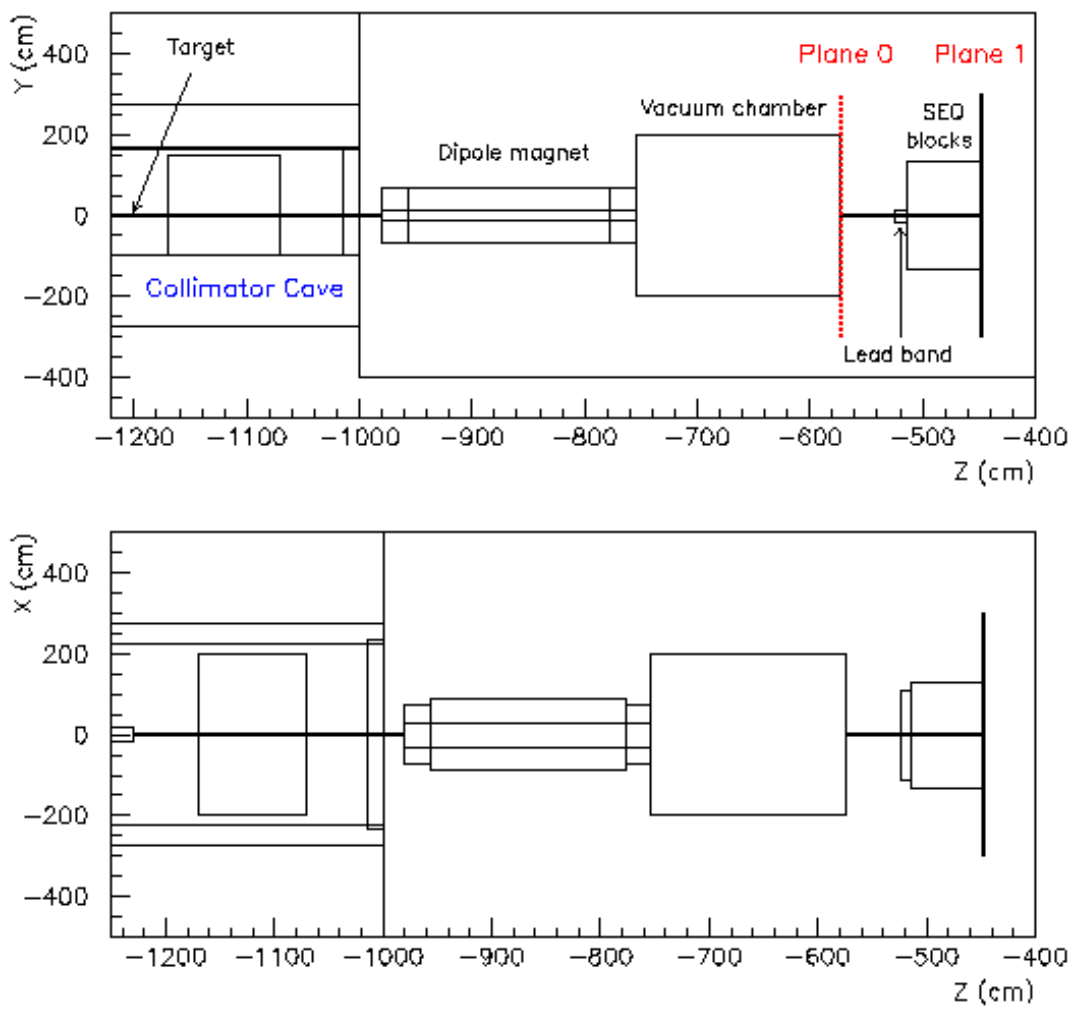 Y (cm)
400
200
0
−200
−400
Target
Collimator Cave
Dipole magnet
Vacuum chamber
Plane 0
Plane 1
SEQ
blocks
Lead band
−1200
−1100
−1000
−900
−800
−700
−600
−500
−400
Z (cm)
X (cm)
400
200
0
−200
−400
−1200
−1100
−1000
−900
−800
−700
−600
−500
−400
Z (cm)